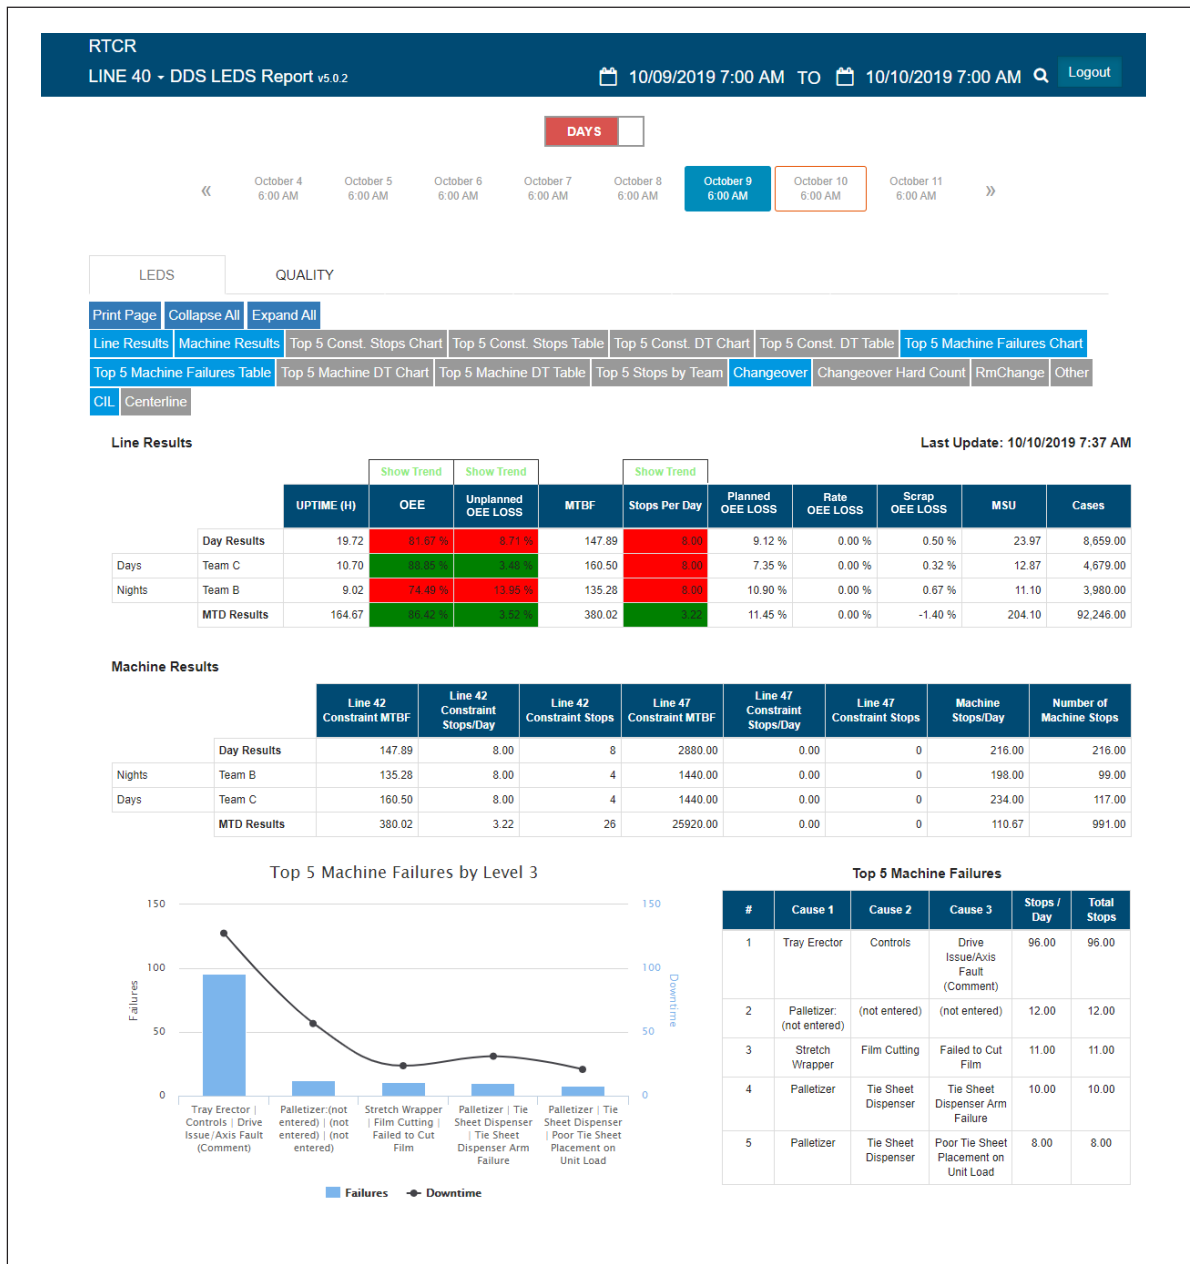 RTCR
LINE 40 - DDS LEDS Report v5.0.2
10/09/2019 7:00 AM TO 10/10/2019 7:00 AM Logout
DAYS
« October 4 October 5 October 6 October 7 October 8 October 9 October 10 October 11 »
6:00 AM 6:00 AM 6:00 AM 6:00 AM 6:00 AM 6:00 AM 6:00 AM 6:00 AM
LEDS QUALITY
Print Page Collapse All Expand All
Line Results Machine Results Top 5 Const. Stops Chart Top 5 Const. Stops Table Top 5 Const. DT Chart Top 5 Const. DT Table Top 5 Machine Failures Chart
Top 5 Machine Failures Table Top 5 Machine DT Chart Top 5 Machine DT Table Top 5 Stops by Team Changeover Changeover Hard Count RmChange Other
CIL Centerline
Line Results Last Update: 10/10/2019 7:37 AM
Show Trend Show Trend Show Trend
UPTIME (H) OEE Unplanned OEE LOSS MTBF Stops Per Day Planned OEE LOSS Rate OEE LOSS Scrap OEE LOSS MSU Cases
Day Results 19.72 81.67 % 8.71 % 147.89 8.00 9.12 % 0.00 % 0.50 % 23.97 8,659.00
Days Team C 10.70 88.85 % 3.48 % 160.50 8.00 7.35 % 0.00 % 0.32 % 12.87 4,679.00
Nights Team B 9.02 74.49 % 13.95 % 135.28 8.00 10.90 % 0.00 % 0.67 % 11.10 3,980.00
MTD Results 164.67 86.42 % 3.52 % 380.02 3.22 11.45 % 0.00 % -1.40 % 204.10 92,246.00
Machine Results
Line 42 Constraint MTBF Line 42 Constraint Stops/Day Line 42 Constraint Stops Line 47 Constraint MTBF Line 47 Constraint Stops/Day Line 47 Constraint Stops Machine Stops/Day Number of Machine Stops
Day Results 147.89 8.00 8 2880.00 0.00 0 216.00 216.00
Nights Team B 135.28 8.00 4 1440.00 0.00 0 198.00 99.00
Days Team C 160.50 8.00 4 1440.00 0.00 0 234.00 117.00
MTD Results 380.02 3.22 26 25920.00 0.00 0 110.67 991.00
Top 5 Machine Failures by Level 3
150 150
100 100
50 50
0 0
Failures
Downtime
Tray Erector | Controls | Drive Issue/Axis Fault (Comment)
Palletizer:(not entered) | (not entered) | (not entered)
Stretch Wrapper | Film Cutting | Failed to Cut Film
Palletizer | Tie Sheet Dispenser | Tie Sheet Dispenser Arm Failure
Palletizer | Tie Sheet Dispenser | Poor Tie Sheet Placement on Unit Load
Failures Downtime
Top 5 Machine Failures
# Cause 1 Cause 2 Cause 3 Stops / Day Total Stops
1 Tray Erector Controls Drive Issue/Axis Fault (Comment) 96.00 96.00
2 Palletizer: (not entered) (not entered) (not entered) 12.00 12.00
3 Stretch Wrapper Film Cutting Failed to Cut Film 11.00 11.00
4 Palletizer Tie Sheet Dispenser Tie Sheet Dispenser Arm Failure 10.00 10.00
5 Palletizer Tie Sheet Dispenser Poor Tie Sheet Placement on Unit Load 8.00 8.00